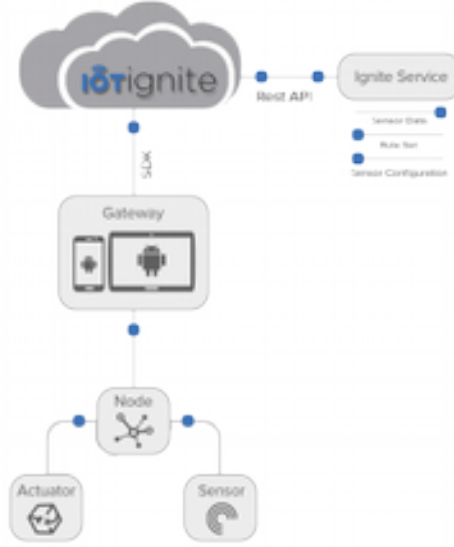 IOTignite
Ignite Service
Rest API
Sensor Data
Rule Set
Sensor Configuration
SDK
Gateway
Node
Actuator
Sensor